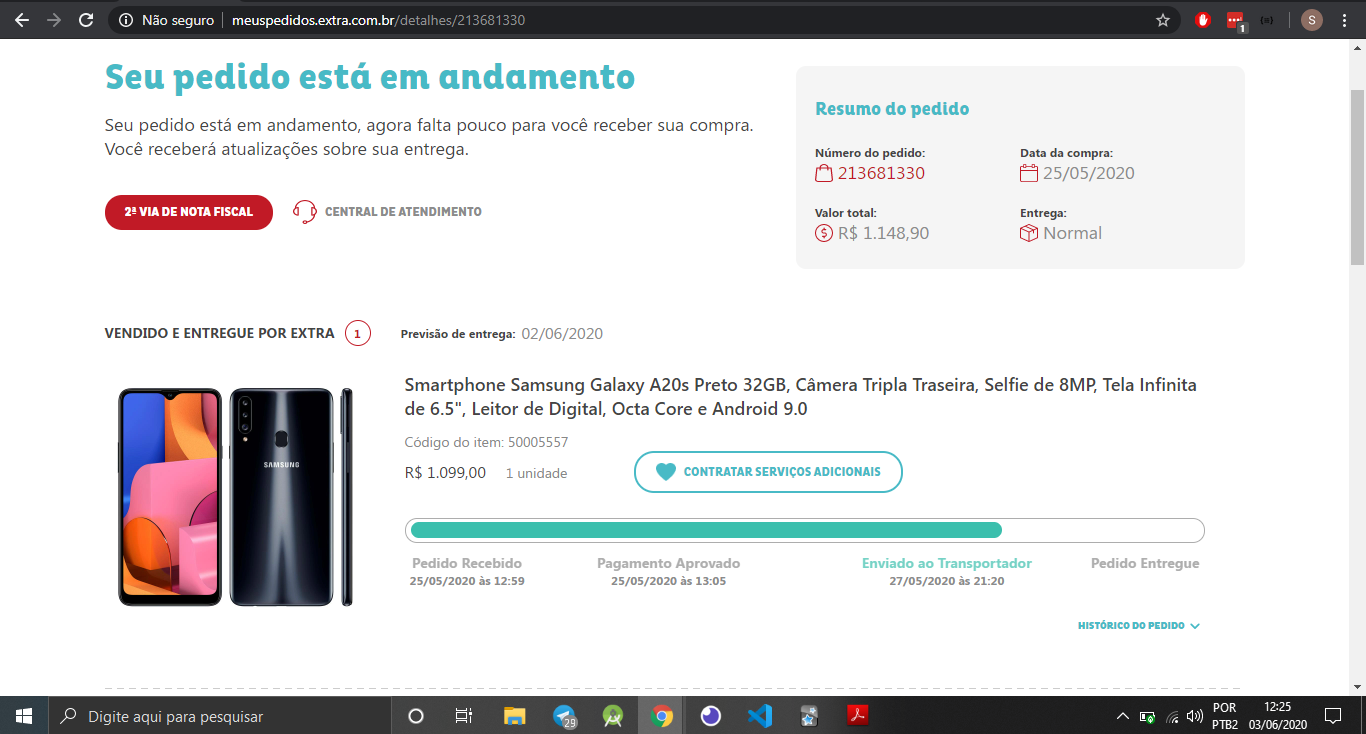 Não seguro | meuspedidos.extra.com.br/detalhes/213681330
1
S
Seu pedido está em andamento
Seu pedido está em andamento, agora falta pouco para você receber sua compra.
Você receberá atualizações sobre sua entrega.
2ª VIA DE NOTA FISCAL
CENTRAL DE ATENDIMENTO
Resumo do pedido
Número do pedido:
213681330
Data da compra:
25/05/2020
Valor total:
R$ 1.148,90
Entrega:
Normal
VENDIDO E ENTREGUE POR EXTRA 1
Previsão de entrega: 02/06/2020
SAMSUNG
Smartphone Samsung Galaxy A20s Preto 32GB, Câmera Tripla Traseira, Selfie de 8MP, Tela Infinita
de 6.5", Leitor de Digital, Octa Core e Android 9.0
Código do item: 50005557
R$ 1.099,00 1 unidade
CONTRATAR SERVIÇOS ADICIONAIS
Pedido Recebido
25/05/2020 às 12:59
Pagamento Aprovado
25/05/2020 às 13:05
Enviado ao Transportador
27/05/2020 às 21:20
Pedido Entregue
HISTÓRICO DO PEDIDO
Digite aqui para pesquisar
29
POR
PTB2
12:25
03/06/2020